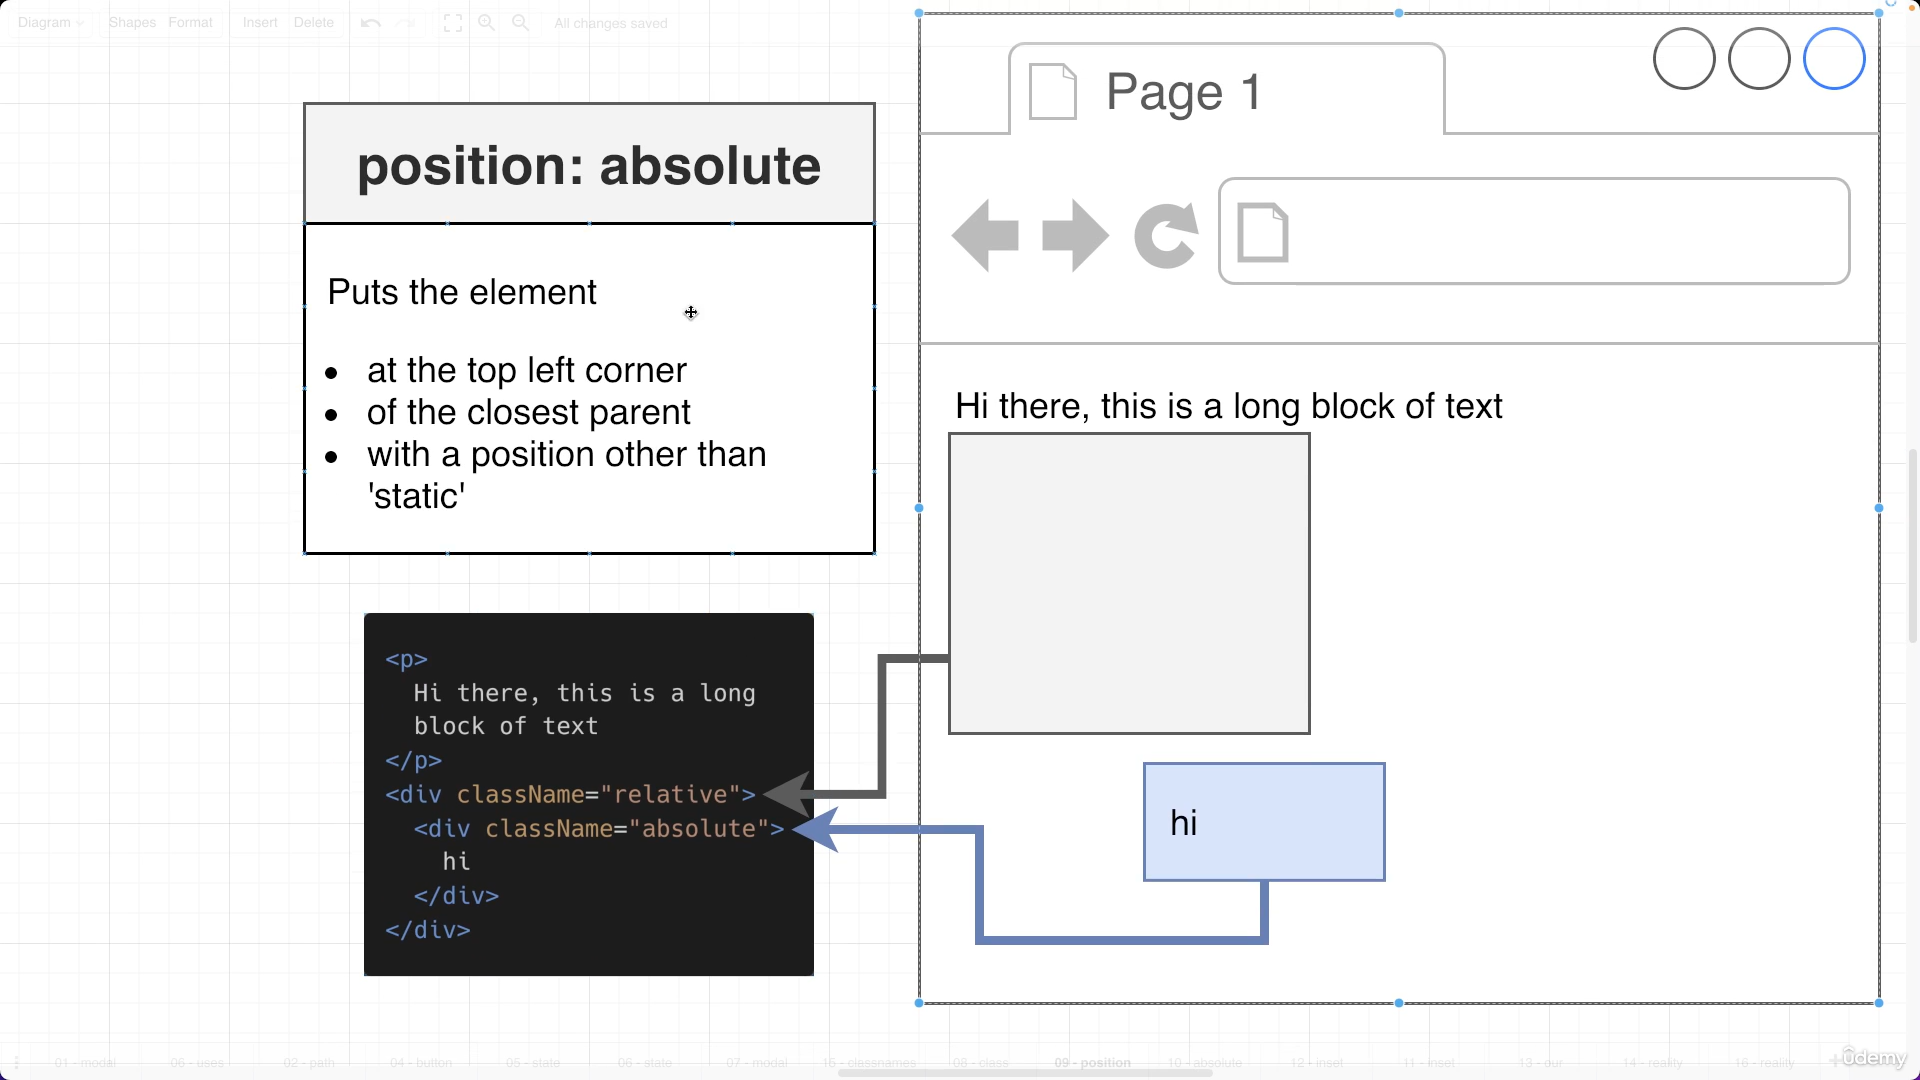 Diagram Shapes Format Insert Delete All changes saved
position: absolute
Puts the element
• at the top left corner
• of the closest parent
• with a position other than
'static'
<p>
Hi there, this is a long
block of text
</p>
<div className="relative">
<div className="absolute">
hi
</div>
</div>
Page 1
Hi there, this is a long block of text
hi
01 - modal 06 - uses 02 - path 04 - button 05 - state 06 - state 07 - modal 16 - classnames 08 - class 09 - position 10 - absolute 12 - inset 11 - inset 13 - our 14 - reality 16 - reality
ûdemy